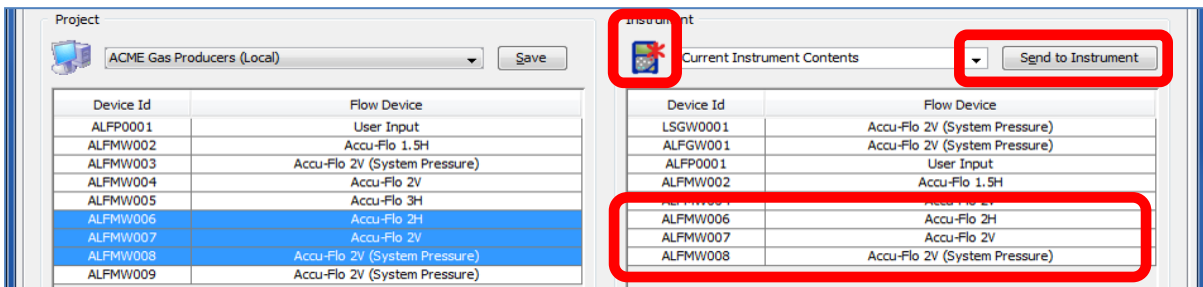 Project
ACME Gas Producers (Local)
Save
Device Id Flow Device
ALFP0001 User Input
ALFMW002 Accu-Flo 1.5H
ALFMW003 Accu-Flo 2V (System Pressure)
ALFMW004 Accu-Flo 2V
ALFMW005 Accu-Flo 3H
ALFMW006 Accu-Flo 2H
ALFMW007 Accu-Flo 2V
ALFMW008 Accu-Flo 2V (System Pressure)
ALFMW009 Accu-Flo 2V (System Pressure)
Instrument
Current Instrument Contents
Send to Instrument
Device Id Flow Device
LSGW0001 Accu-Flo 2V (System Pressure)
ALFGW001 Accu-Flo 2V (System Pressure)
ALFP0001 User Input
ALFMW002 Accu-Flo 1.5H
ALFMW006 Accu-Flo 2H
ALFMW007 Accu-Flo 2V
ALFMW008 Accu-Flo 2V (System Pressure)